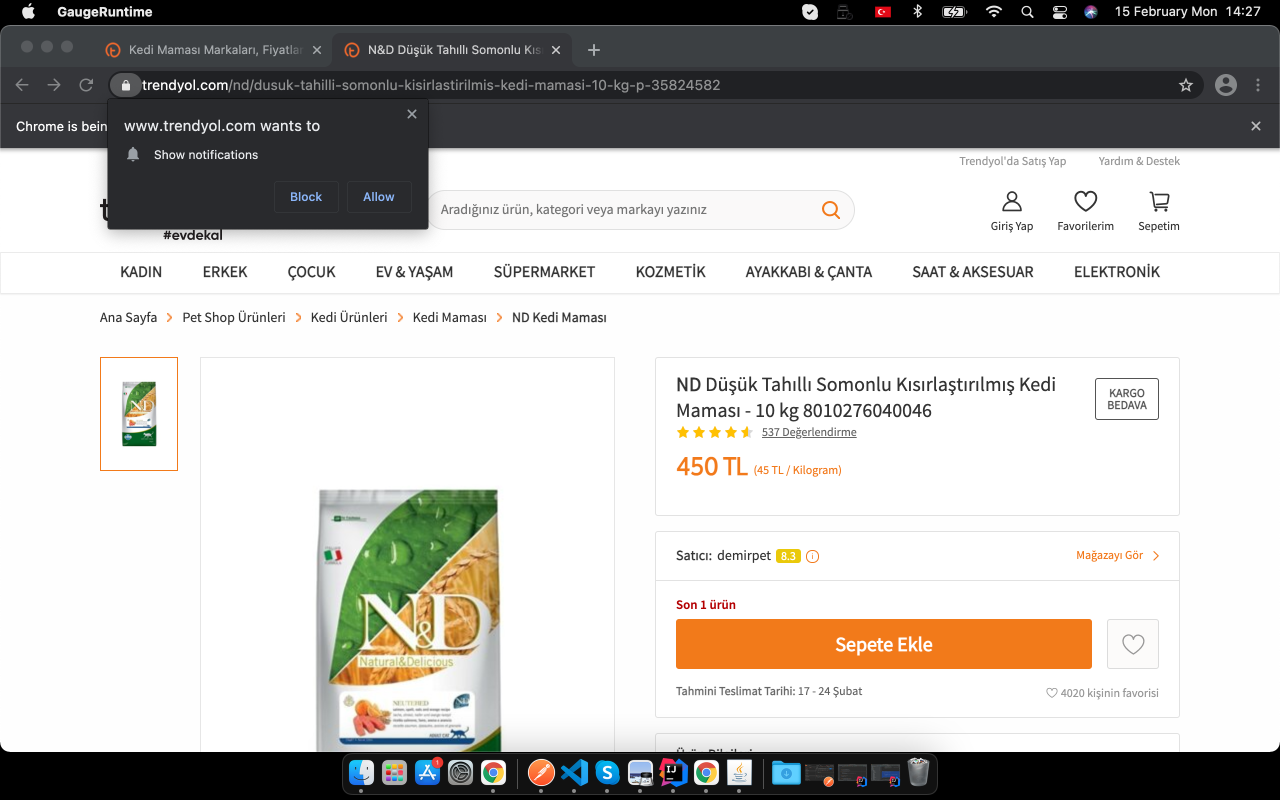 GaugeRuntime
15 February Mon 14:27
Kedi Maması Markaları, Fiyatlar
N&D Düşük Tahıllı Somonlu Kıs
trendyol.com/nd/dusuk-tahilli-somonlu-kisirlastirilmis-kedi-mamasi-10-kg-p-35824582
Chrome is bein
www.trendyol.com wants to
Show notifications
Block
Allow
Trendyol'da Satış Yap
Yardım & Destek
Aradığınız ürün, kategori veya markayı yazınız
Giriş Yap
Favorilerim
Sepetim
#evdekal
KADIN
ERKEK
ÇOCUK
EV & YAŞAM
SÜPERMARKET
KOZMETİK
AYAKKABI & ÇANTA
SAAT & AKSESUAR
ELEKTRONİK
Ana Sayfa > Pet Shop Ürünleri > Kedi Ürünleri > Kedi Maması > ND Kedi Maması
ND Düşük Tahıllı Somonlu Kısırlaştırılmış Kedi
Maması - 10 kg 8010276040046
KARGO
BEDAVA
537 Değerlendirme
450 TL (45 TL / Kilogram)
N&D
Natural&Delicious
NEUTERED
Satıcı: demirpet 8.3
Mağazayı Gör
Son 1 ürün
Sepete Ekle
Tahmini Teslimat Tarihi: 17 - 24 Şubat
4020 kişinin favorisi